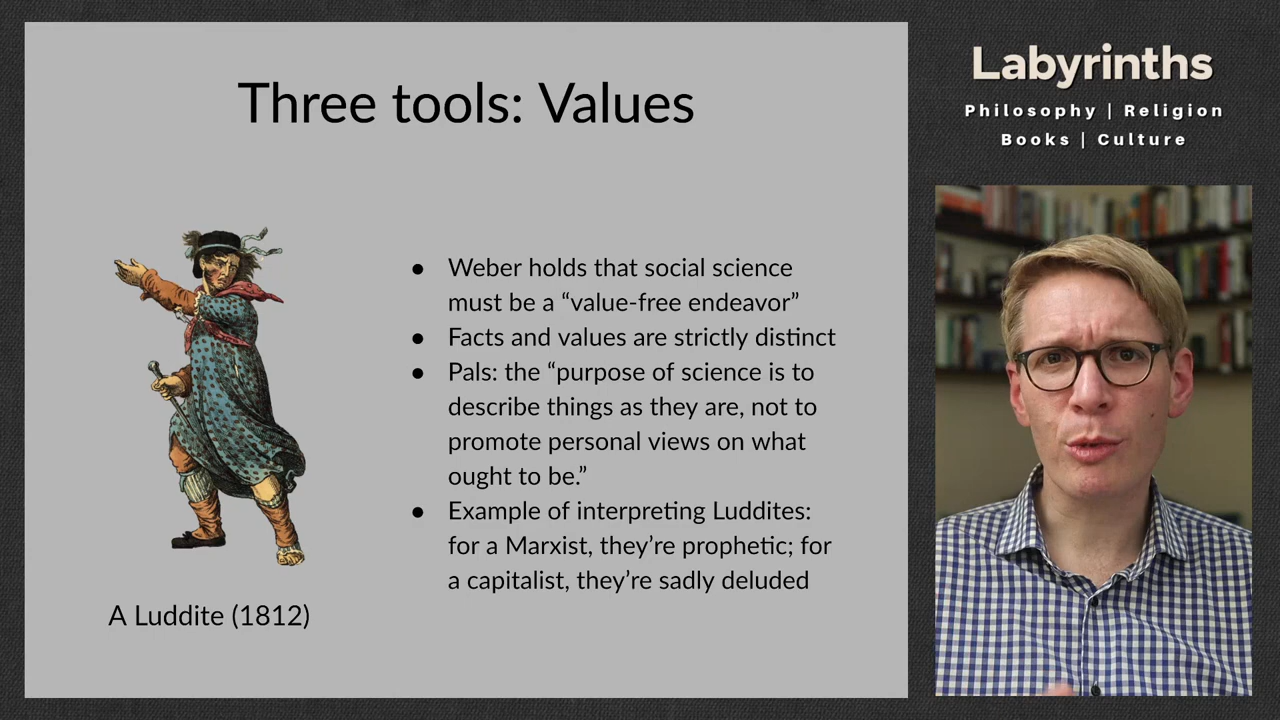 Three tools: Values
● Weber holds that social science
must be a “value-free endeavor”
● Facts and values are strictly distinct
● Pals: the “purpose of science is to
describe things as they are, not to
promote personal views on what
ought to be.”
● Example of interpreting Luddites:
for a Marxist, they’re prophetic; for
a capitalist, they’re sadly deluded
A Luddite (1812)
Labyrinths
Philosophy | Religion
Books | Culture